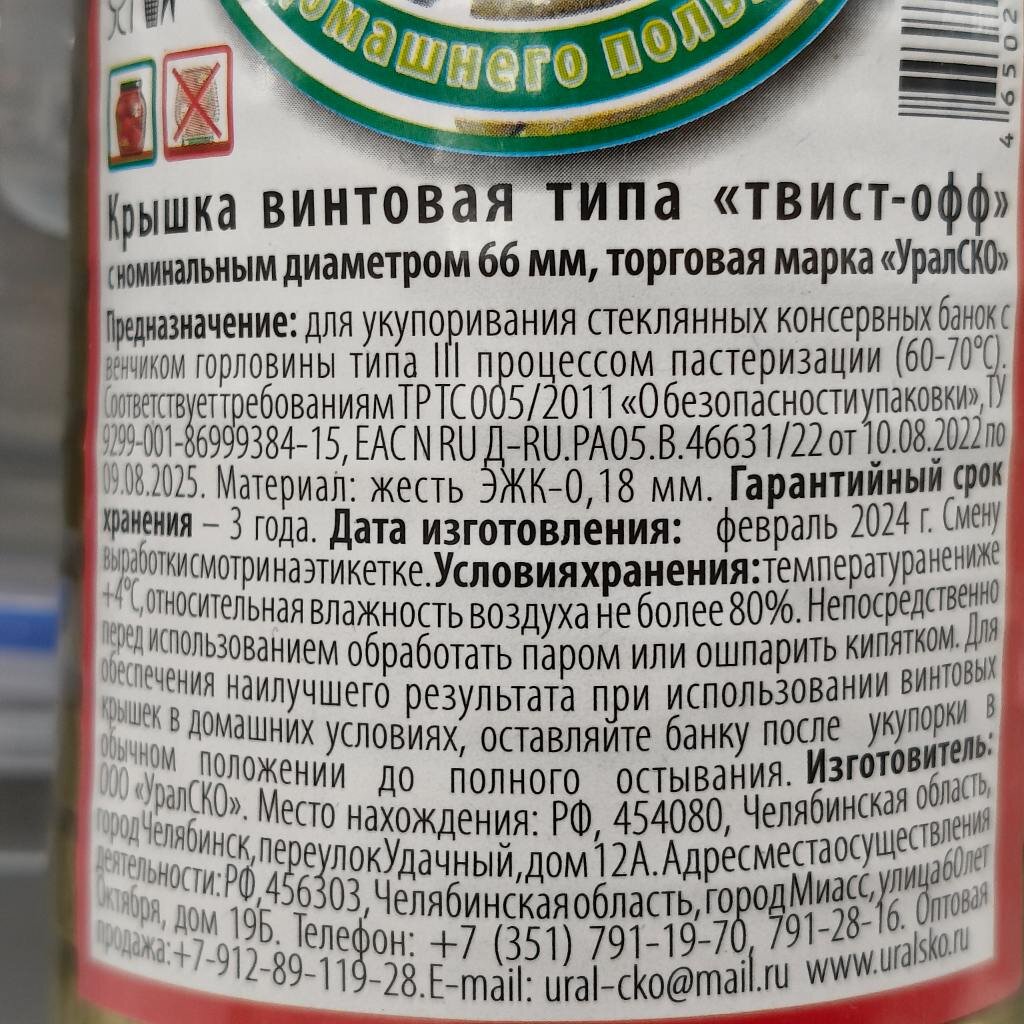 домашнего
4 6502
Крышка винтовая типа «твист-офф»
с номинальным диаметром 66 мм, торговая марка «УралСКО»
Предназначение: для укупоривания стеклянных консервных банок с
венчиком горловины типа III процессом пастеризации (60-70°С).
Соответствует требованиям ТР ТС 005/2011 «О безопасности упаковки», ТУ
9299-001-86999384-15, EAC N RU Д-RU.РА05.В.46631/22 от 10.08.2022 по
09.08.2025. Материал: жесть ЭЖК-0,18 мм. Гарантийный срок
хранения – 3 года. Дата изготовления: февраль 2024 г. Смену
выработки смотри на этикетке. Условия хранения: температура не ниже
+4°С, относительная влажность воздуха не более 80%. Непосредственно
перед использованием обработать паром или ошпарить кипятком. Для
обеспечения наилучшего результата при использовании винтовых
крышек в домашних условиях, оставляйте банку после укупорки в
обычном положении до полного остывания. Изготовитель:
ООО «УралСКО». Место нахождения: РФ, 454080, Челябинская область,
город Челябинск, переулок Удачный, дом 12А. Адрес места осуществления
деятельности: РФ, 456303, Челябинская область, город Миасс, улица 60 лет
Октября, дом 19Б. Телефон: +7 (351) 791-19-70, 791-28-16. Оптовая
продажа: +7-912-89-119-28. E-mail: ural-cko@mail.ru www.uralsko.ru